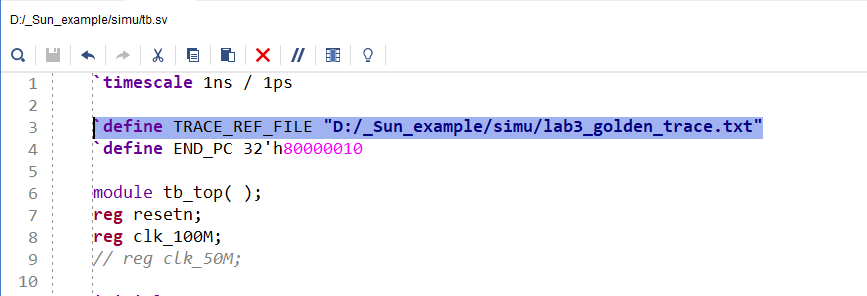 D:/_Sun_example/simu/tb.sv
1 `timescale 1ns / 1ps
2
3 `define TRACE_REF_FILE "D:/_Sun_example/simu/lab3_golden_trace.txt"
4 `define END_PC 32'h80000010
5
6 module tb_top( );
7 reg resetn;
8 reg clk_100M;
9 // reg clk_50M;
10